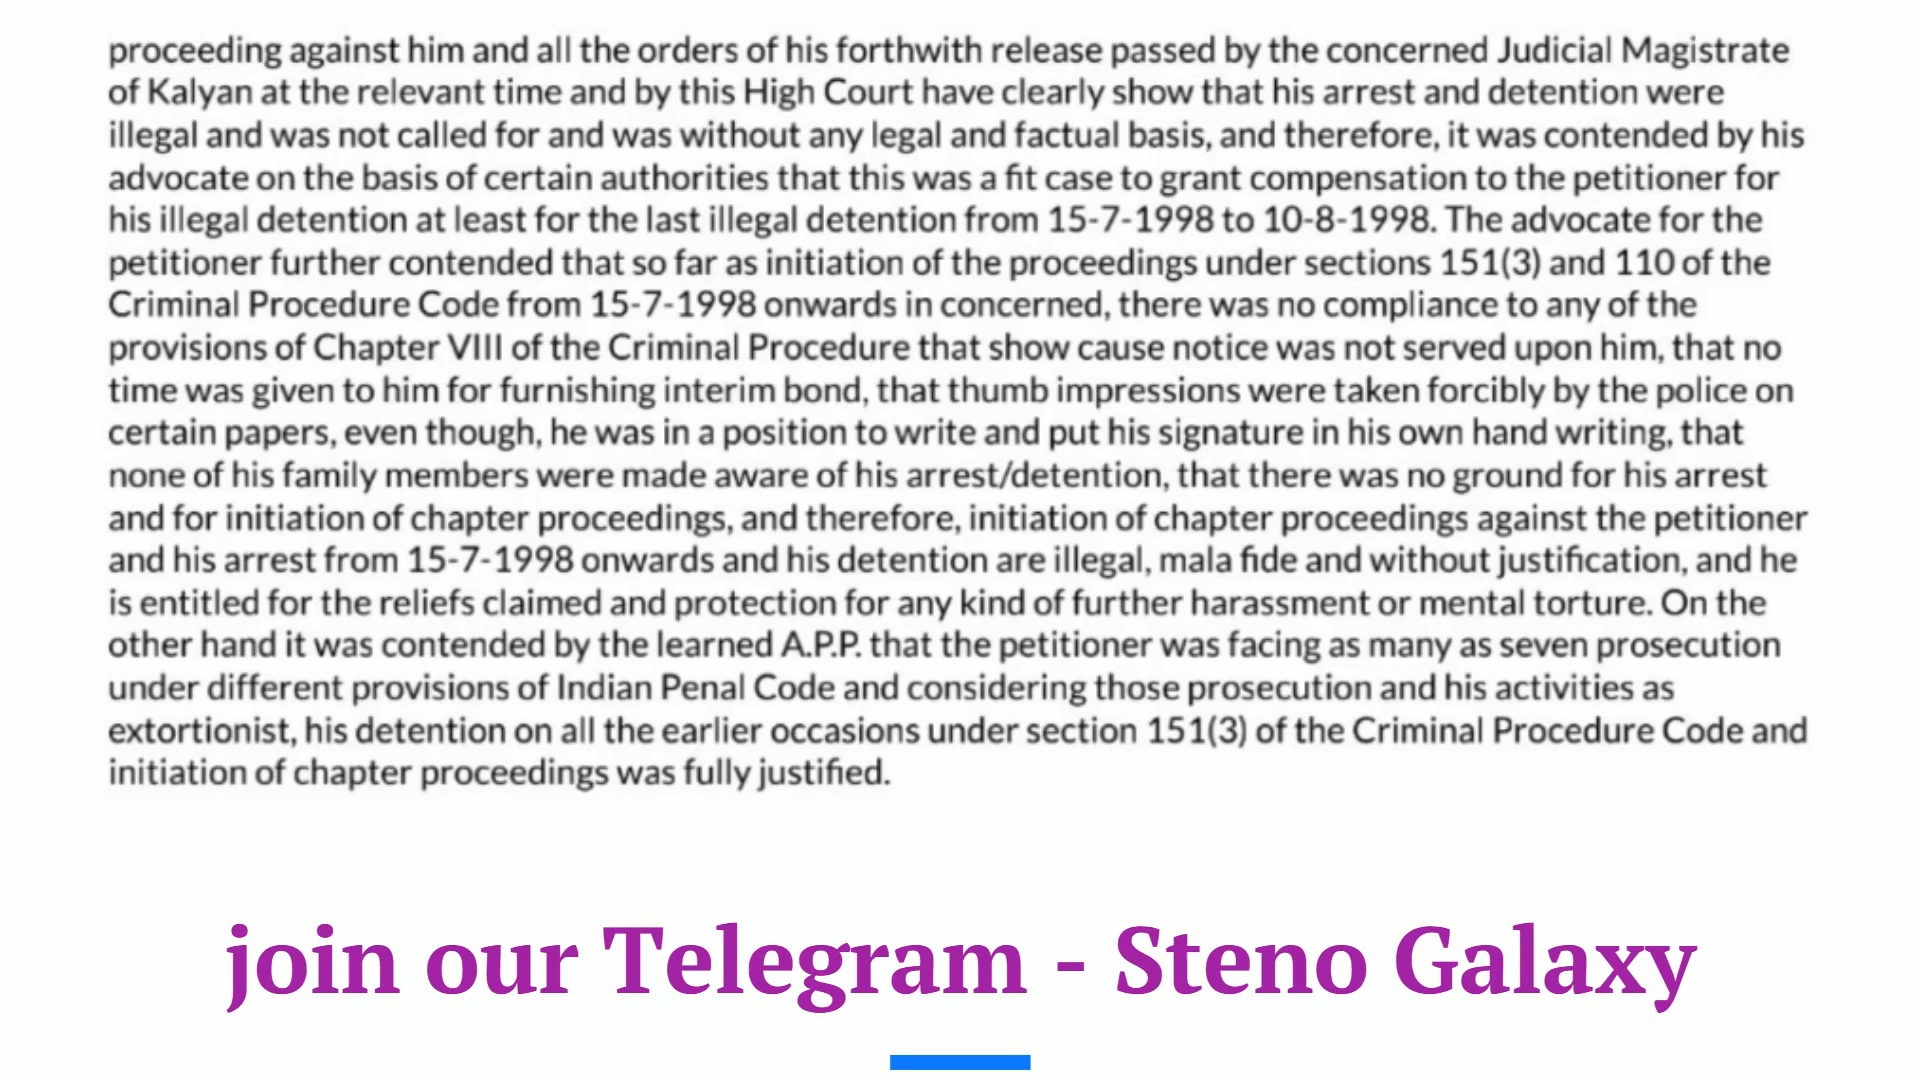 proceeding against him and all the orders of his forthwith release passed by the concerned Judicial Magistrate
of Kalyan at the relevant time and by this High Court have clearly show that his arrest and detention were
illegal and was not called for and was without any legal and factual basis, and therefore, it was contended by his
advocate on the basis of certain authorities that this was a fit case to grant compensation to the petitioner for
his illegal detention at least for the last illegal detention from 15-7-1998 to 10-8-1998. The advocate for the
petitioner further contended that so far as initiation of the proceedings under sections 151(3) and 110 of the
Criminal Procedure Code from 15-7-1998 onwards in concerned, there was no compliance to any of the
provisions of Chapter VIII of the Criminal Procedure that show cause notice was not served upon him, that no
time was given to him for furnishing interim bond, that thumb impressions were taken forcibly by the police on
certain papers, even though, he was in a position to write and put his signature in his own hand writing, that
none of his family members were made aware of his arrest/detention, that there was no ground for his arrest
and for initiation of chapter proceedings, and therefore, initiation of chapter proceedings against the petitioner
and his arrest from 15-7-1998 onwards and his detention are illegal, mala fide and without justification, and he
is entitled for the reliefs claimed and protection for any kind of further harassment or mental torture. On the
other hand it was contended by the learned A.P.P. that the petitioner was facing as many as seven prosecution
under different provisions of Indian Penal Code and considering those prosecution and his activities as
extortionist, his detention on all the earlier occasions under section 151(3) of the Criminal Procedure Code and
initiation of chapter proceedings was fully justified.
join our Telegram - Steno Galaxy